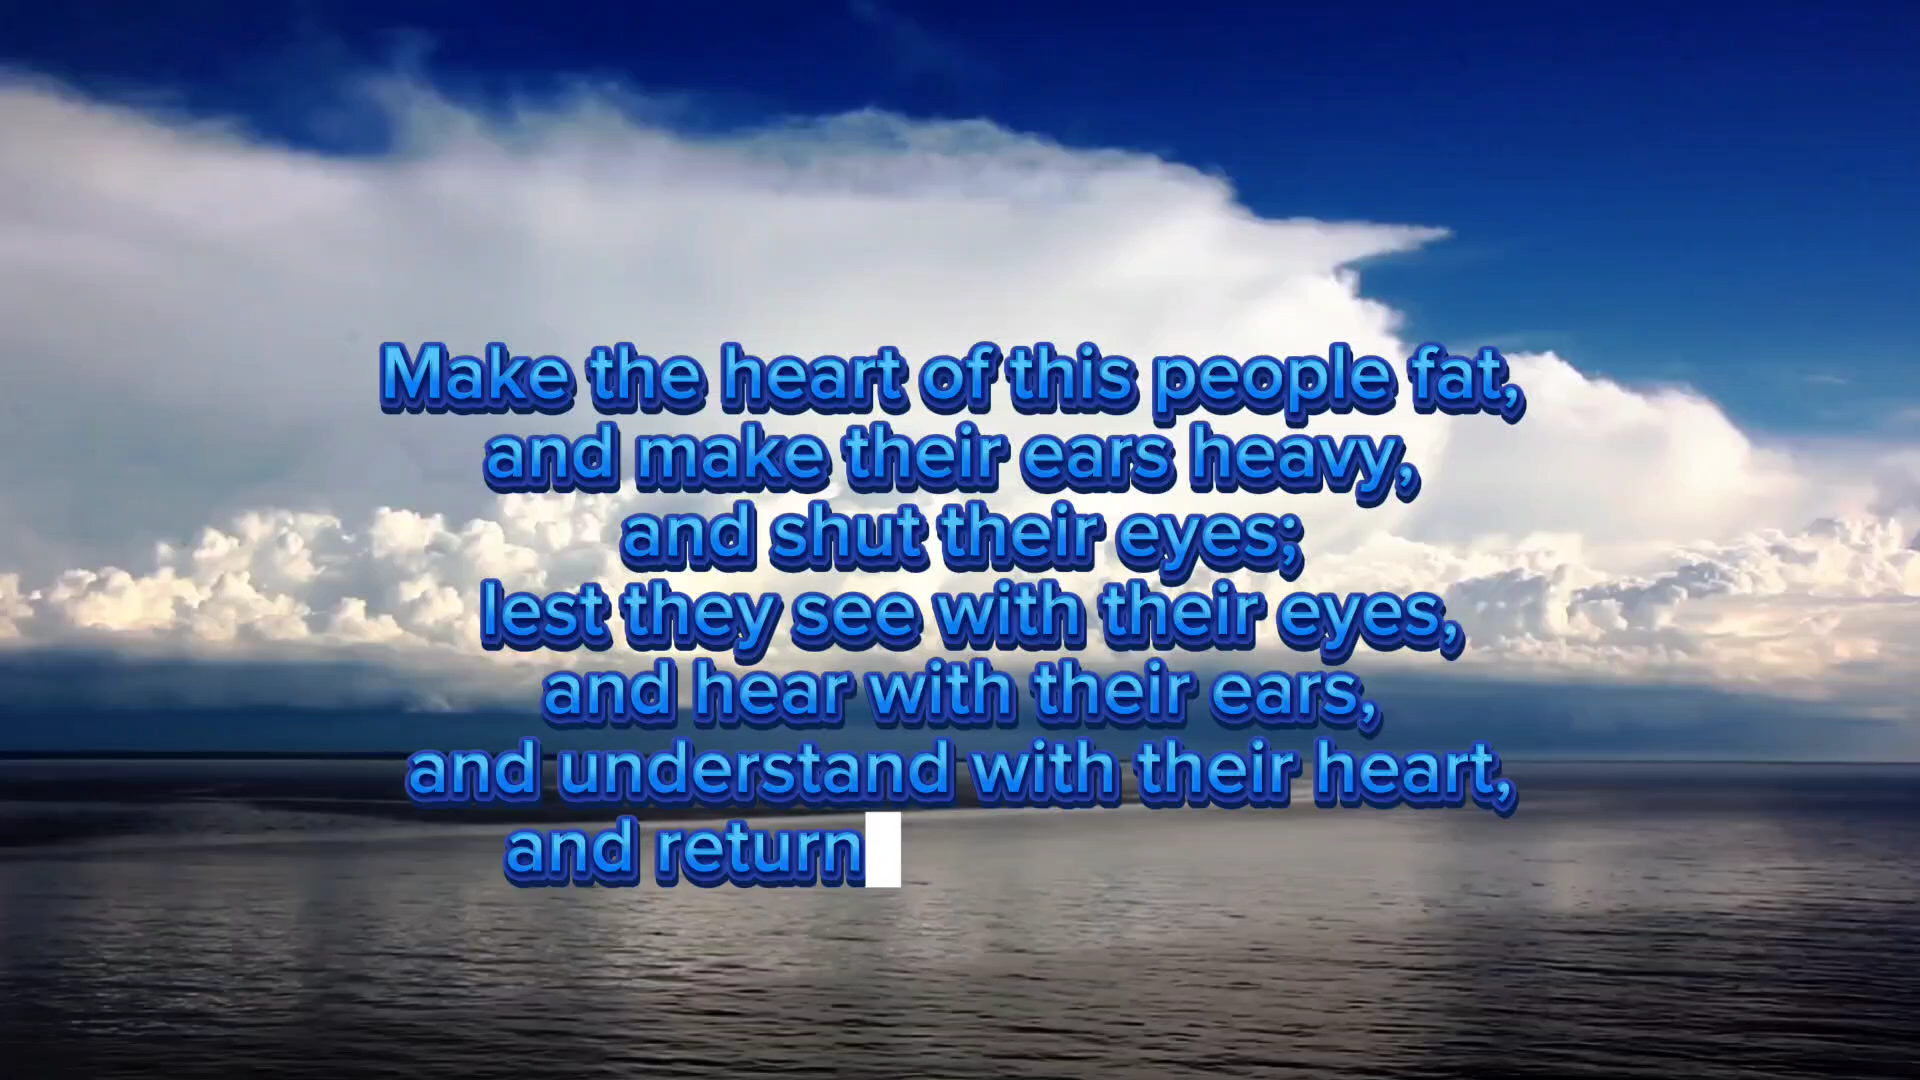 Make the heart of this people fat,
and make their ears heavy,
and shut their eyes;
lest they see with their eyes,
and hear with their ears,
and understand with their heart,
and return